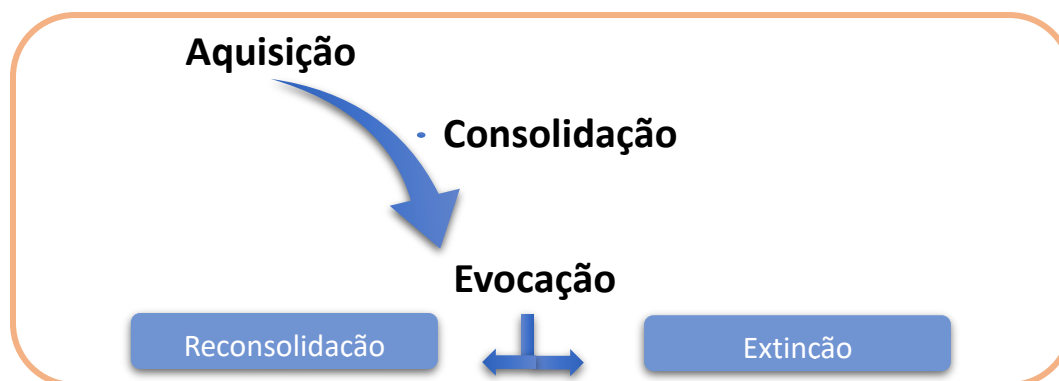 Aquisição
Consolidação
Evocação
Reconsolidacão
Extincão